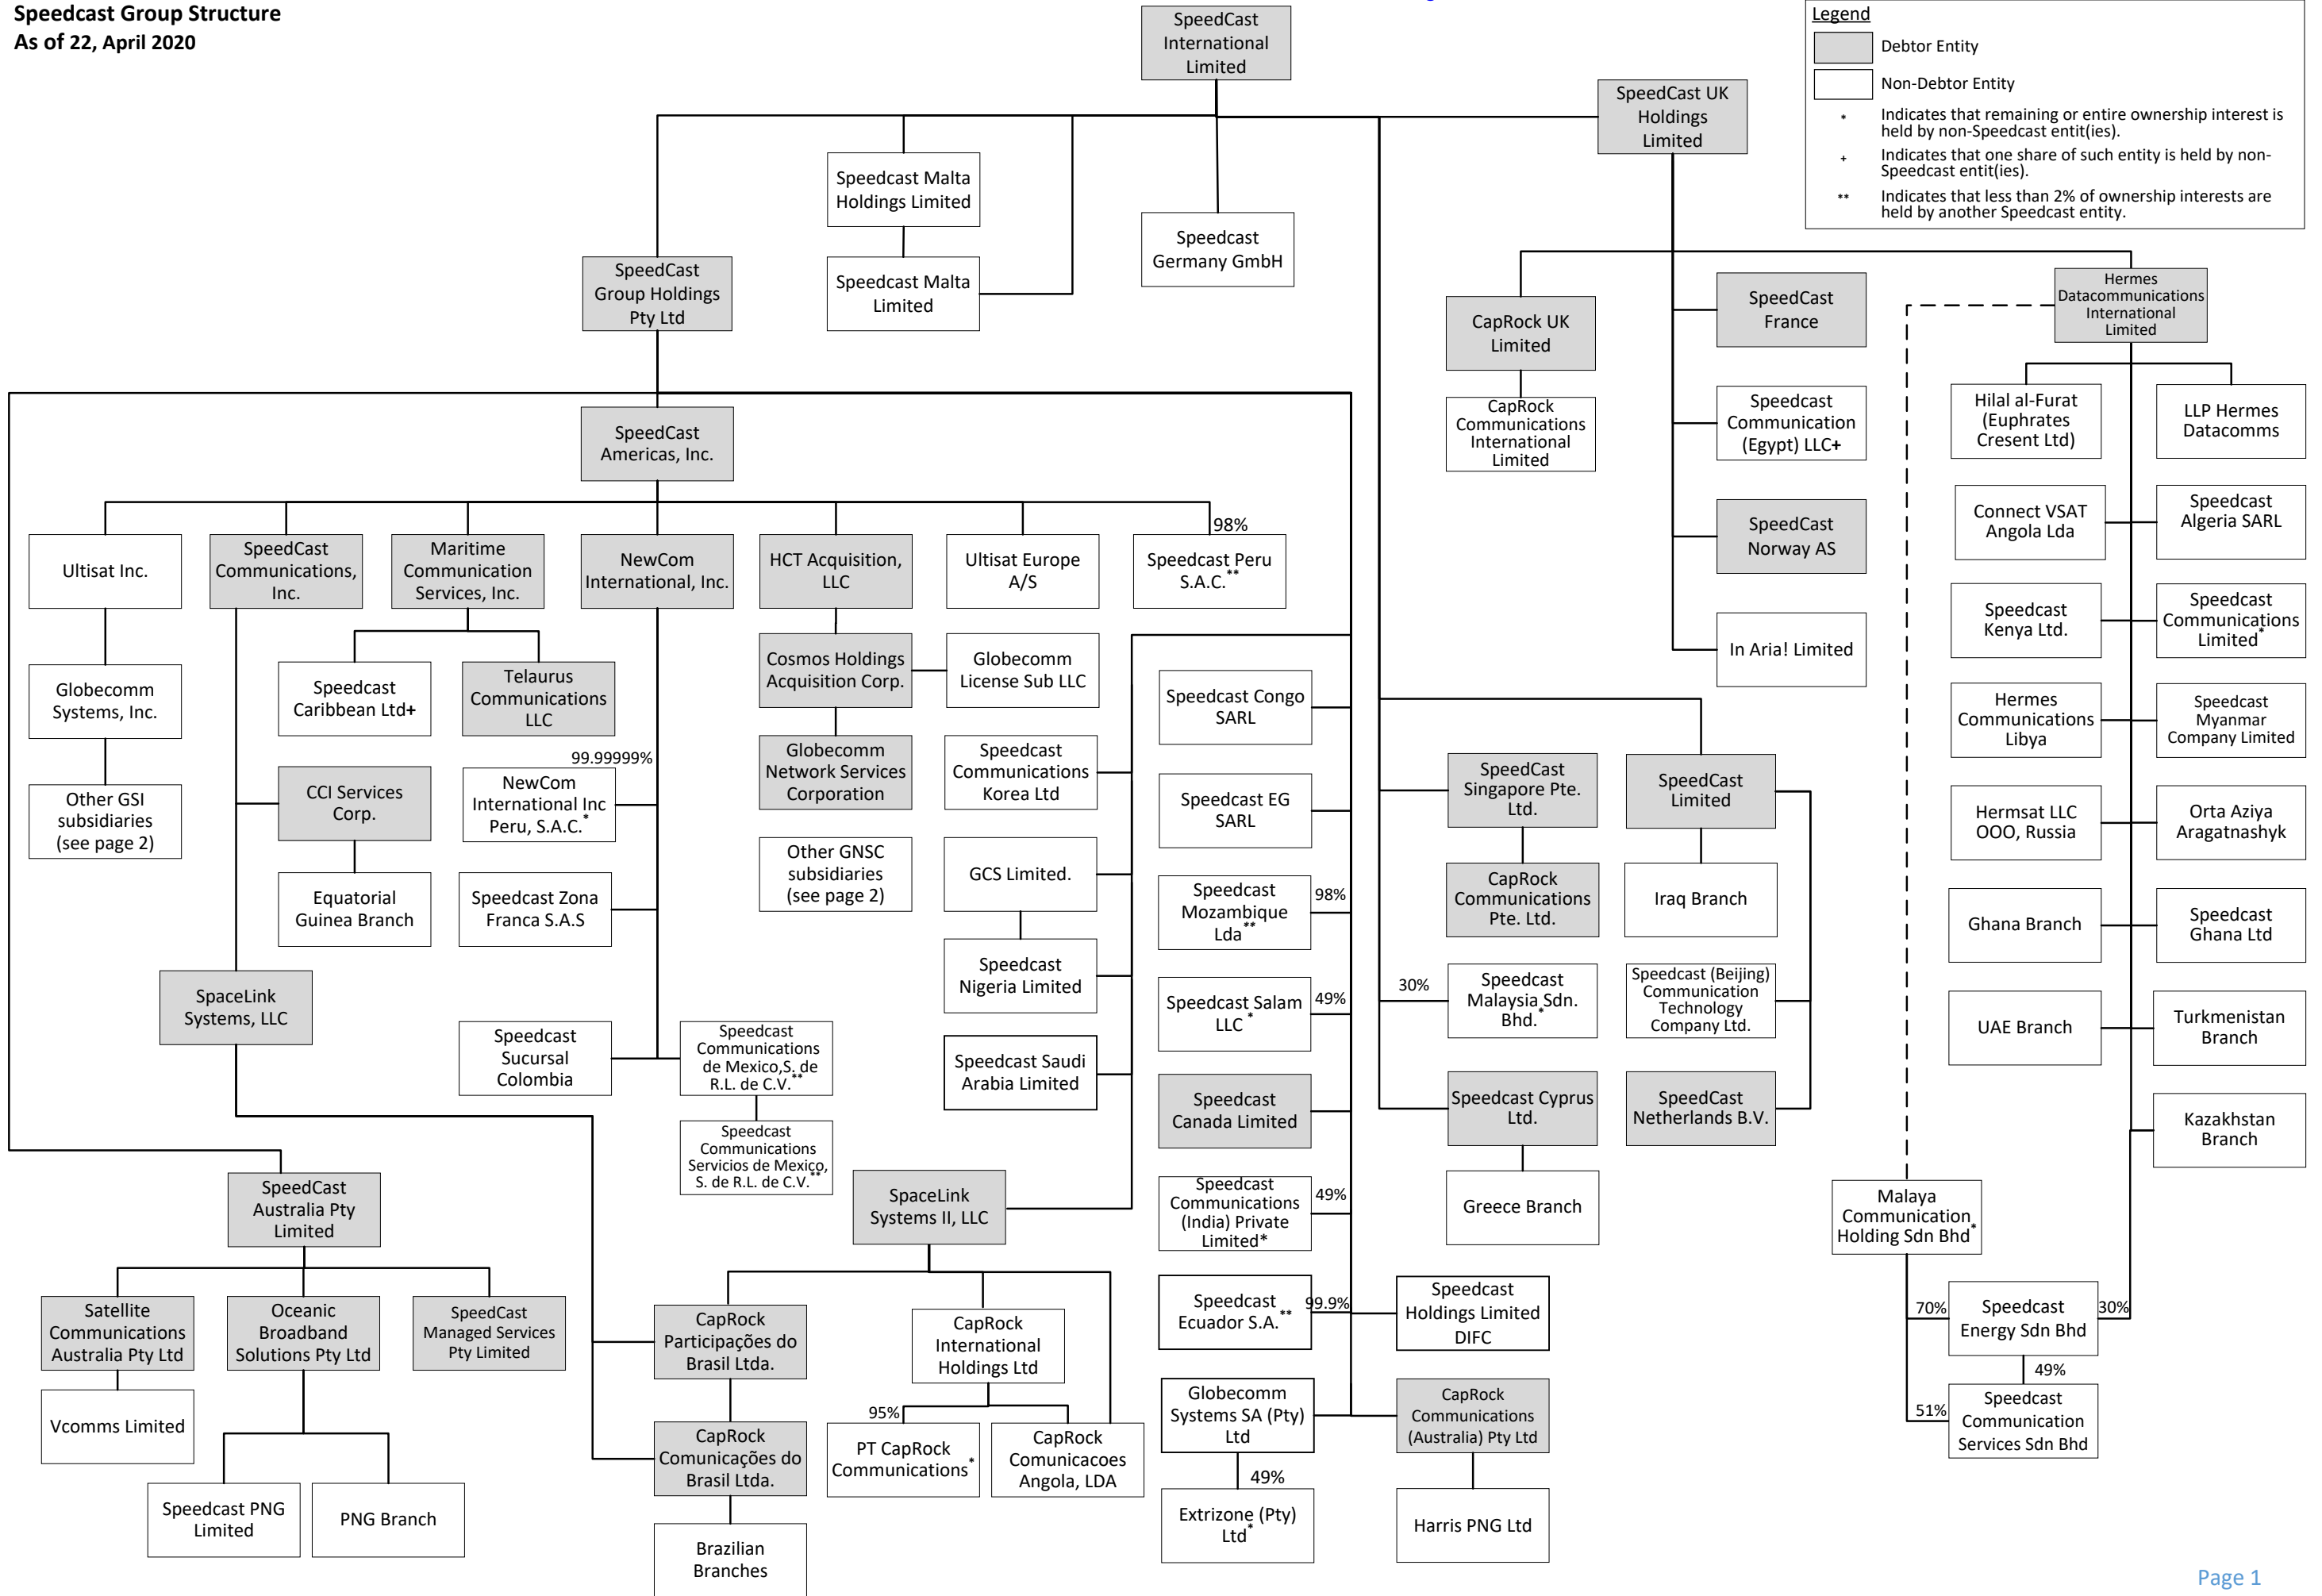 Speedcast Group Structure
As of 22, April 2020
SpeedCast
International
Limited
Legend
Debtor Entity
Non-Debtor Entity
* Indicates that remaining or entire ownership interest is
held by non-Speedcast entit(ies).
+ Indicates that one share of such entity is held by non-
Speedcast entit(ies).
** Indicates that less than 2% of ownership interests are
held by another Speedcast entity.
SpeedCast UK
Holdings
Limited
Speedcast Malta
Holdings Limited
Speedcast Malta
Limited
Speedcast
Germany GmbH
SpeedCast
Group Holdings
Pty Ltd
CapRock UK
Limited
CapRock
Communications
International
Limited
SpeedCast
France
Speedcast
Communication
(Egypt) LLC+
SpeedCast
Norway AS
In Aria! Limited
Hermes
Datacommunications
International
Limited
Hilal al-Furat
(Euphrates
Cresent Ltd)
LLP Hermes
Datacomms
Connect VSAT
Angola Lda
Speedcast
Algeria SARL
Speedcast
Kenya Ltd.
Speedcast
Communications
Limited*
Hermes
Communications
Libya
Speedcast
Myanmar
Company Limited
Hermsat LLC
OOO, Russia
Orta Aziya
Aragatnashyk
Ghana Branch
Speedcast
Ghana Ltd
UAE Branch
Turkmenistan
Branch
Kazakhstan
Branch
Malaya
Communication
Holding Sdn Bhd*
70%
Speedcast
Energy Sdn Bhd
30%
49%
51%
Speedcast
Communication
Services Sdn Bhd
SpeedCast
Americas, Inc.
Ultisat Inc.
SpeedCast
Communications,
Inc.
Maritime
Communication
Services, Inc.
NewCom
International, Inc.
HCT Acquisition,
LLC
Ultisat Europe
A/S
98%
Speedcast Peru
S.A.C.**
Globecomm
Systems, Inc.
Other GSI
subsidiaries
(see page 2)
Speedcast
Caribbean Ltd+
Telaurus
Communications
LLC
CCI Services
Corp.
Equatorial
Guinea Branch
SpaceLink
Systems, LLC
99.99999%
NewCom
International Inc
Peru, S.A.C.*
Speedcast Zona
Franca S.A.S
Speedcast
Sucursal
Colombia
Speedcast
Communications
de Mexico,S. de
R.L. de C.V.**
Speedcast
Communications
Servicios de Mexico,
S. de R.L. de C.V.**
Cosmos Holdings
Acquisition Corp.
Globecomm
License Sub LLC
Globecomm
Network Services
Corporation
Other GNSC
subsidiaries
(see page 2)
Speedcast
Communications
Korea Ltd
GCS Limited.
Speedcast
Nigeria Limited
Speedcast Saudi
Arabia Limited
SpaceLink
Systems II, LLC
Speedcast Congo
SARL
Speedcast EG
SARL
Speedcast
Mozambique
Lda**
98%
Speedcast Salam
LLC *
49%
Speedcast
Canada Limited
Speedcast
Communications
(India) Private
Limited*
49%
Speedcast
Ecuador S.A. **
99.9%
Speedcast
Holdings Limited
DIFC
Globecomm
Systems SA (Pty)
Ltd
49%
Extrizone (Pty)
Ltd*
CapRock
Communications
(Australia) Pty Ltd
Harris PNG Ltd
SpeedCast
Singapore Pte.
Ltd.
CapRock
Communications
Pte. Ltd.
30%
Speedcast
Malaysia Sdn.
Bhd.*
Speedcast Cyprus
Ltd.
Greece Branch
SpeedCast
Limited
Iraq Branch
Speedcast (Beijing)
Communication
Technology
Company Ltd.
SpeedCast
Netherlands B.V.
SpeedCast
Australia Pty
Limited
Satellite
Communications
Australia Pty Ltd
Oceanic
Broadband
Solutions Pty Ltd
SpeedCast
Managed Services
Pty Limited
Vcomms Limited
Speedcast PNG
Limited
PNG Branch
CapRock
Participações do
Brasil Ltda.
CapRock
Comunicações do
Brasil Ltda.
Brazilian
Branches
CapRock
International
Holdings Ltd
95%
PT CapRock
Communications*
CapRock
Comunicacoes
Angola, LDA
Page 1